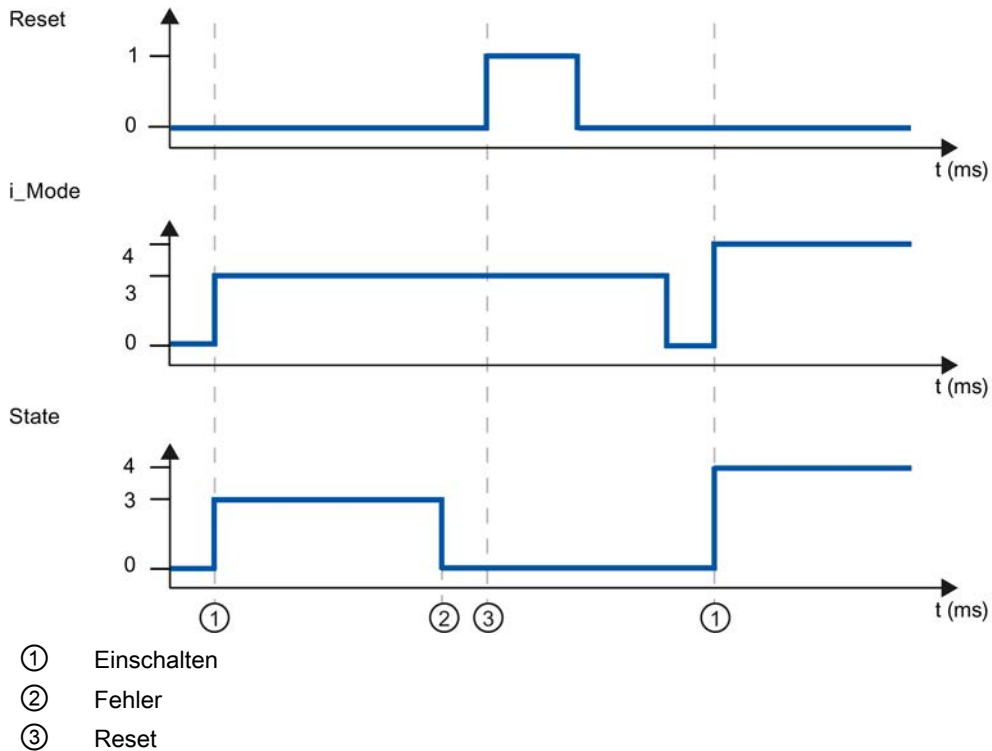 Reset
1
0
t (ms)
i_Mode
4
3
0
t (ms)
State
4
3
0
t (ms)
① ② ③ ①
① Einschalten
② Fehler
③ Reset